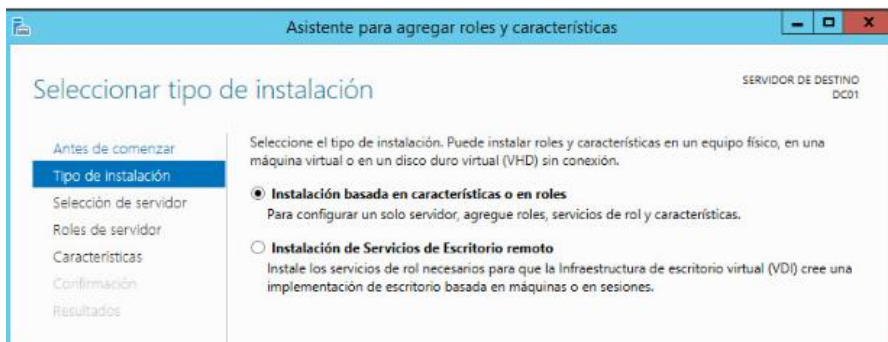 Asistente para agregar roles y características
Seleccionar tipo de instalación
SERVIDOR DE DESTINO
DC01
Antes de comenzar
Tipo de instalación
Selección de servidor
Roles de servidor
Características
Confirmación
Resultados
Seleccione el tipo de instalación. Puede instalar roles y características en un equipo físico, en una
máquina virtual o en un disco duro virtual (VHD) sin conexión.
Instalación basada en características o en roles
Para configurar un solo servidor, agregue roles, servicios de rol y características.
Instalación de Servicios de Escritorio remoto
Instale los servicios de rol necesarios para que la Infraestructura de escritorio virtual (VDI) cree una
implementación de escritorio basada en máquinas o en sesiones.